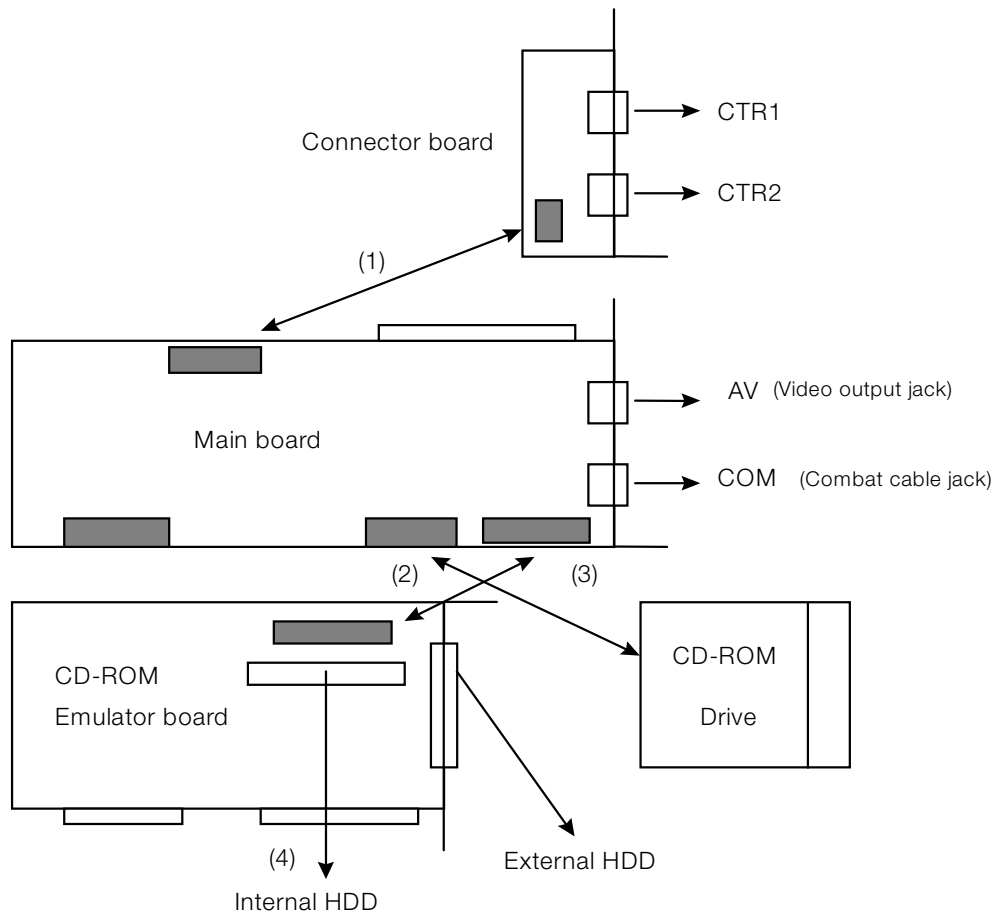 CTR1
Connector board
CTR2
(1)
AV (Video output jack)
Main board
COM (Combat cable jack)
(2)
(3)
CD-ROM
Emulator board
CD-ROM
Drive
(4)
External HDD
Internal HDD